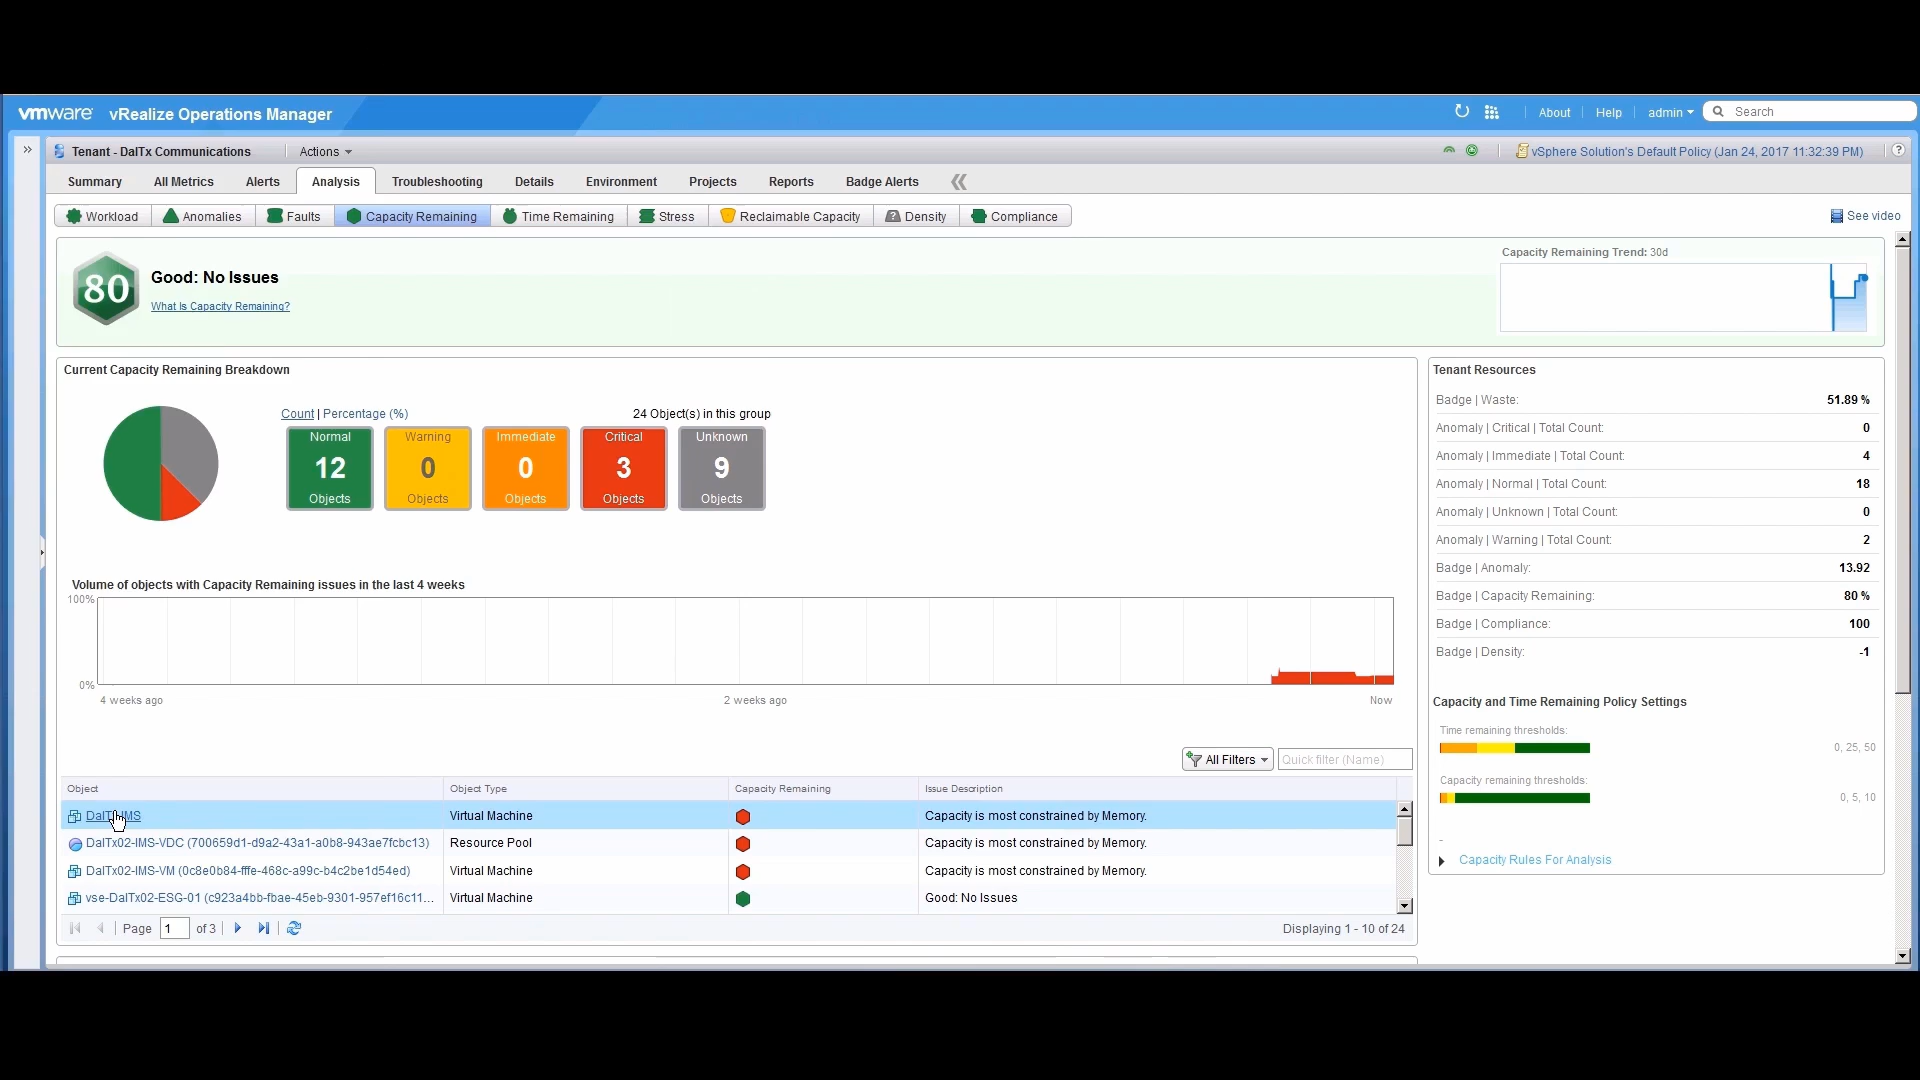 vmware vRealize Operations Manager About Help admin Search
Tenant - DalTx Communications Actions vSphere Solution's Default Policy (Jan 24, 2017 11:32:39 PM)
Summary All Metrics Alerts Analysis Troubleshooting Details Environment Projects Reports Badge Alerts
Workload Anomalies Faults Capacity Remaining Time Remaining Stress Reclaimable Capacity Density Compliance See video
80 Good: No Issues
What Is Capacity Remaining?
Capacity Remaining Trend: 30d
Current Capacity Remaining Breakdown
Count | Percentage (%) 24 Object(s) in this group
Normal Warning Immediate Critical Unknown
12 0 0 3 9
Objects Objects Objects Objects Objects
Volume of objects with Capacity Remaining issues in the last 4 weeks
100%
0%
4 weeks ago 2 weeks ago Now
All Filters Quick filter (Name)
Object Object Type Capacity Remaining Issue Description
Virtual Machine Capacity is most constrained by Memory.
DalTx02-IMS-VDC (700659d1-d9a2-43a1-a0b8-943ae7fcbc13) Resource Pool Capacity is most constrained by Memory.
DalTx02-IMS-VM (0c8e0b84-fffe-468c-a99c-b4c2be1d54ed) Virtual Machine Capacity is most constrained by Memory.
vse-DalTx02-ESG-01 (c923a4bb-fbae-45eb-9301-957ef16c11... Virtual Machine Good: No Issues
Page 1 of 3 Displaying 1 - 10 of 24
Tenant Resources
Badge | Waste: 51.89 %
Anomaly | Critical | Total Count: 0
Anomaly | Immediate | Total Count: 4
Anomaly | Normal | Total Count: 18
Anomaly | Unknown | Total Count: 0
Anomaly | Warning | Total Count: 2
Badge | Anomaly: 13.92
Badge | Capacity Remaining: 80 %
Badge | Compliance: 100
Badge | Density: -1
Capacity and Time Remaining Policy Settings
Time remaining thresholds:
0, 25, 50
Capacity remaining thresholds:
0, 5, 10
-
Capacity Rules For Analysis